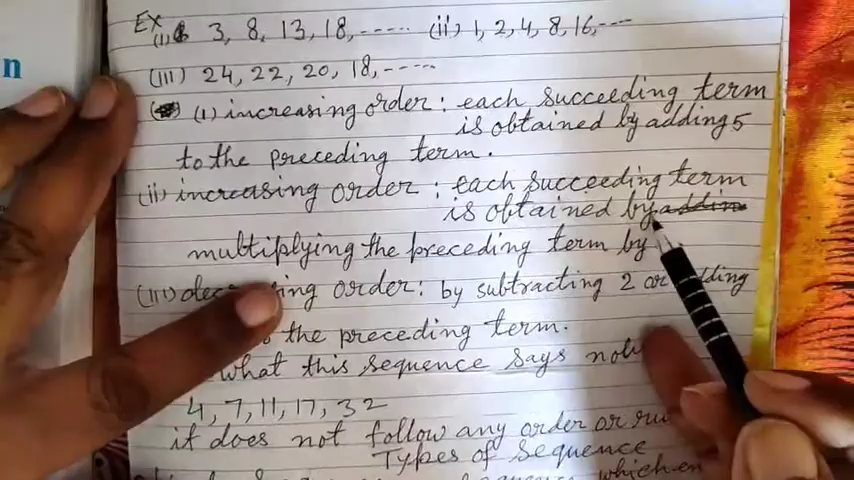 n
Ex
(i) 3, 8, 13, 18, ...... (ii) 1, 2, 4, 8, 16, ----
(iii) 24, 22, 20, 18, -----
(i) increasing order : each succeeding term
is obtained by adding 5
to the preceding term.
(ii) increasing order : each succeeding term
is obtained by
multiplying the preceding term by
(iii) order: by subtracting 2 or
the preceding term.
What this sequence says
4, 7, 11, 17, 32
it does not follow any order or
Types of Sequence
which